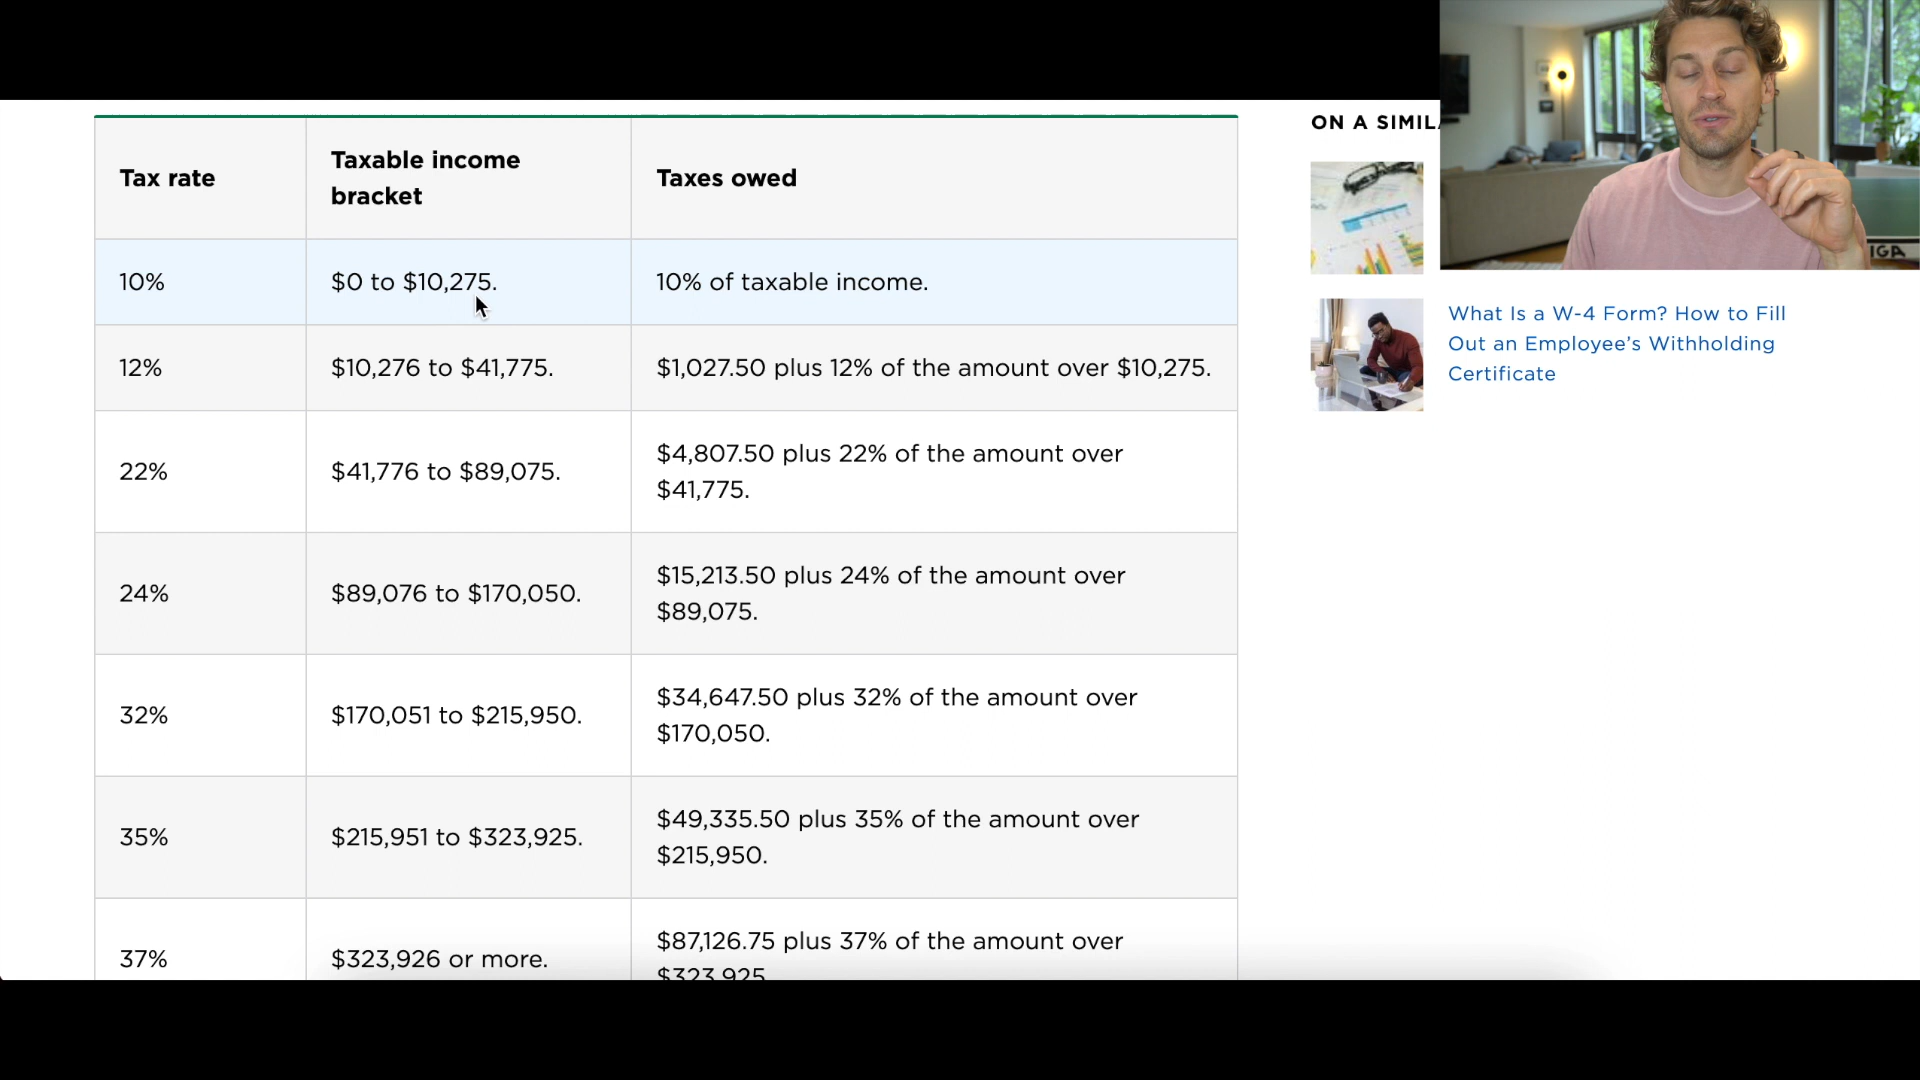 Tax rate
Taxable income
bracket
Taxes owed
10%
$0 to $10,275.
10% of taxable income.
12%
$10,276 to $41,775.
$1,027.50 plus 12% of the amount over $10,275.
22%
$41,776 to $89,075.
$4,807.50 plus 22% of the amount over
$41,775.
24%
$89,076 to $170,050.
$15,213.50 plus 24% of the amount over
$89,075.
32%
$170,051 to $215,950.
$34,647.50 plus 32% of the amount over
$170,050.
35%
$215,951 to $323,925.
$49,335.50 plus 35% of the amount over
$215,950.
37%
$323,926 or more.
$87,126.75 plus 37% of the amount over
$323,925
ON A SIMIL
What Is a W-4 Form? How to Fill
Out an Employee's Withholding
Certificate
IGA